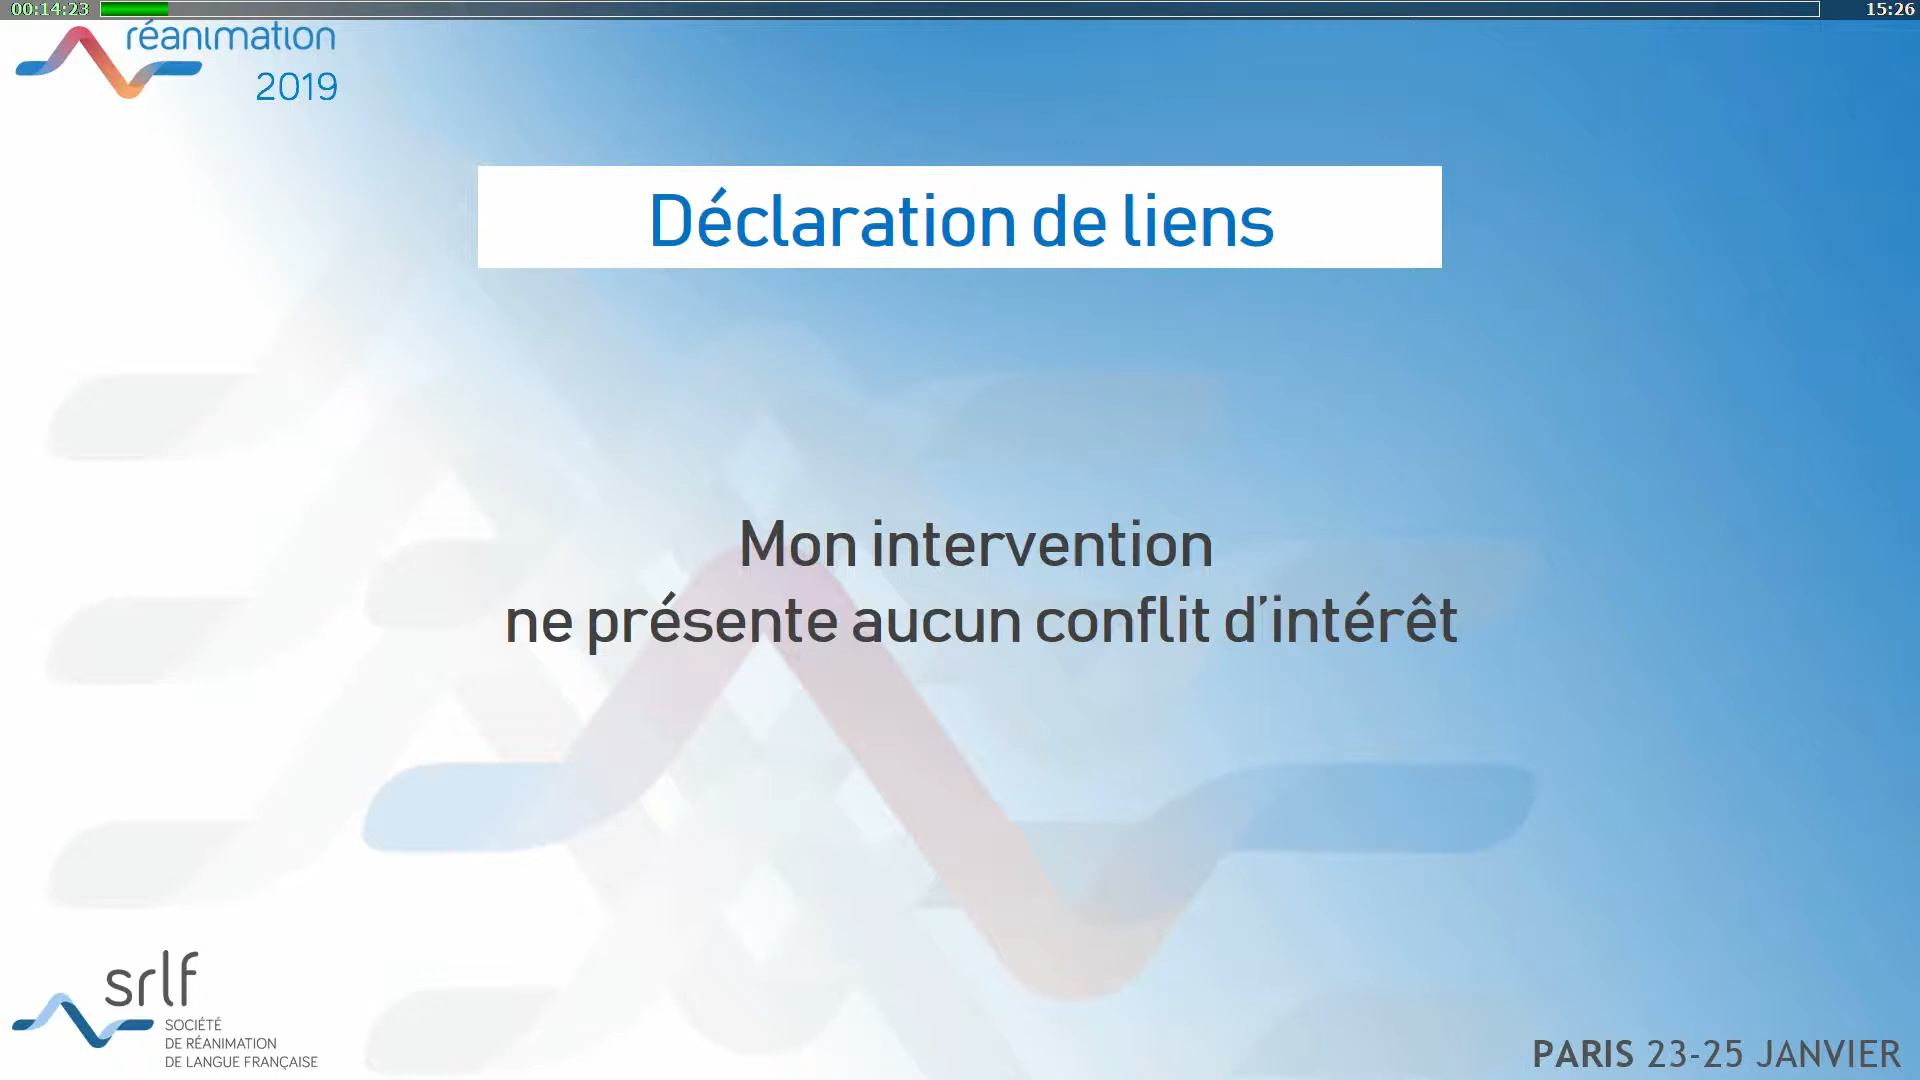 00:14:23
15:26
réanimation
2019
Déclaration de liens
Mon intervention
ne présente aucun conflit d'intérêt
srlf
SOCIÉTÉ
DE RÉANIMATION
DE LANGUE FRANÇAISE
PARIS 23-25 JANVIER